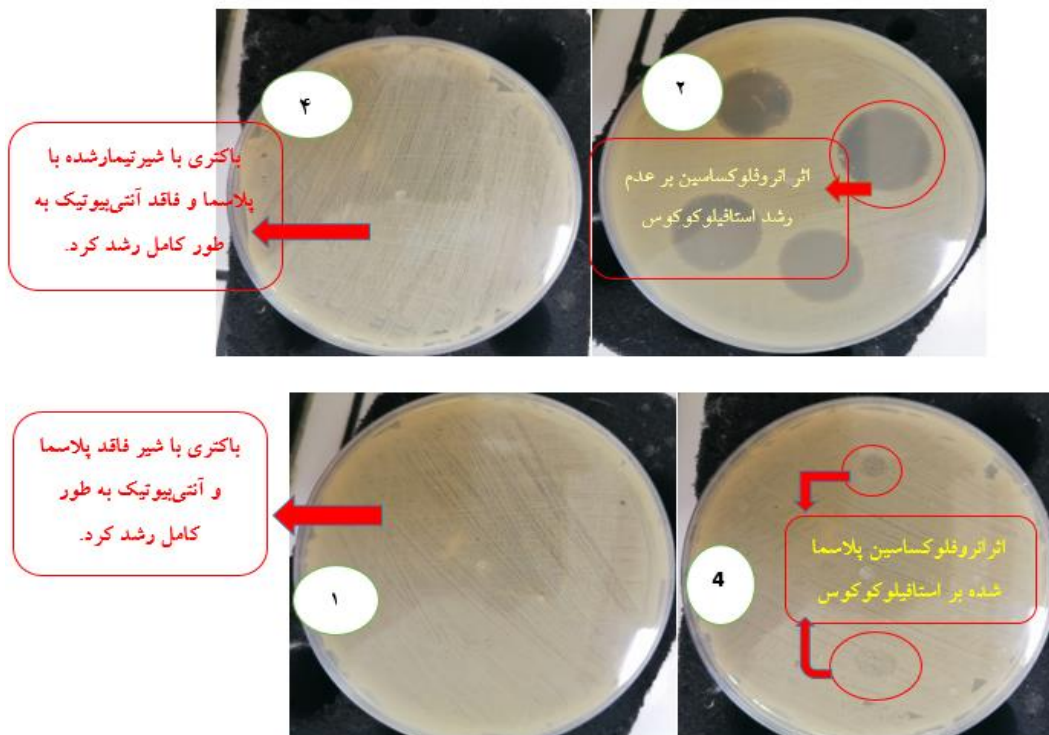 ۴
باکتری با شیرتیمارشده با
پلاسما و فاقد آنتی‌بیوتیک به
طور کامل رشد کرد.
۲
اثر انروفلوکساسین بر عدم
رشد استافیلوکوکوس
باکتری با شیر فاقد پلاسما
و آنتی‌بیوتیک به طور
کامل رشد کرد.
۱
4
اثرانروفلوکساسین پلاسما
شده بر استافیلوکوکوس